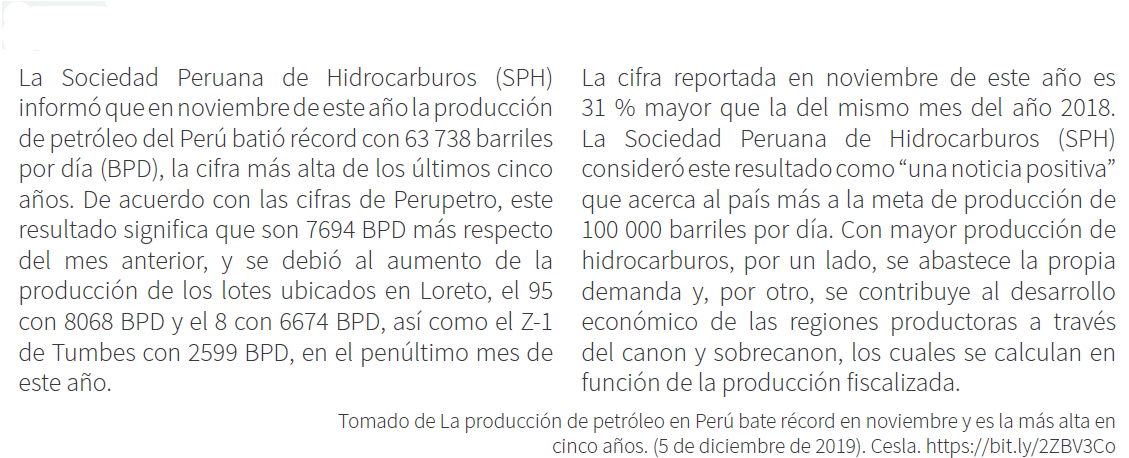 La Sociedad Peruana de Hidrocarburos (SPH)
informó que en noviembre de este año la producción
de petróleo del Perú batió récord con 63 738 barriles
por día (BPD), la cifra más alta de los últimos cinco
años. De acuerdo con las cifras de Perupetro, este
resultado significa que son 7694 BPD más respecto
del mes anterior, y se debió al aumento de la
producción de los lotes ubicados en Loreto, el 95
con 8068 BPD y el 8 con 6674 BPD, así como el Z-1
de Tumbes con 2599 BPD, en el penúltimo mes de
este año.
La cifra reportada en noviembre de este año es
31 % mayor que la del mismo mes del año 2018.
La Sociedad Peruana de Hidrocarburos (SPH)
consideró este resultado como “una noticia positiva”
que acerca al país más a la meta de producción de
100 000 barriles por día. Con mayor producción de
hidrocarburos, por un lado, se abastece la propia
demanda y, por otro, se contribuye al desarrollo
económico de las regiones productoras a través
del canon y sobrecanon, los cuales se calculan en
función de la producción fiscalizada.
Tomado de La producción de petróleo en Perú bate récord en noviembre y es la más alta en
cinco años. (5 de diciembre de 2019). Cesla. https://bit.ly/2ZBV3Co